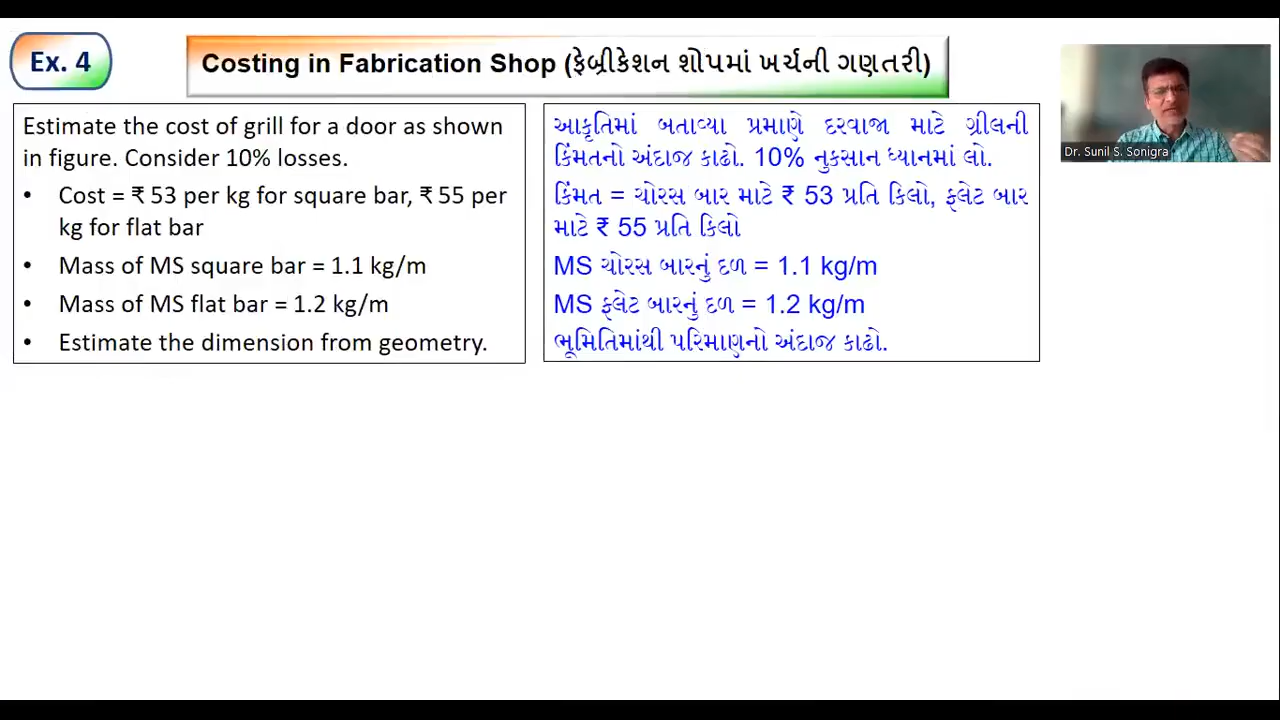 Ex. 4
Costing in Fabrication Shop (ફેબ્રીકેશન શોપમાં ખર્ચની ગણતરી)
Dr. Sunil S. Sonigra
Estimate the cost of grill for a door as shown
in figure. Consider 10% losses.
• Cost = ₹ 53 per kg for square bar, ₹ 55 per
kg for flat bar
• Mass of MS square bar = 1.1 kg/m
• Mass of MS flat bar = 1.2 kg/m
• Estimate the dimension from geometry.
આકૃતિમાં બતાવ્યા પ્રમાણે દરવાજા માટે ગ્રીલની
કિંમતનો અંદાજ કાઢો. 10% નુકસાન ધ્યાનમાં લો.
કિંમત = ચોરસ બાર માટે ₹ 53 પ્રતિ કિલો, ફ્લેટ બાર
માટે ₹ 55 પ્રતિ કિલો
MS ચોરસ બારનું દળ = 1.1 kg/m
MS ફ્લેટ બારનું દળ = 1.2 kg/m
ભૂમિતિમાંથી પરિમાણનો અંદાજ કાઢો.